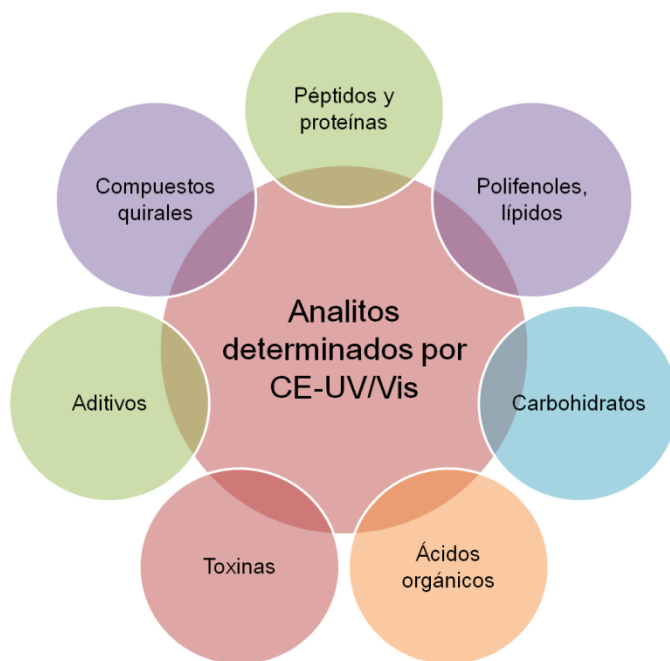 Péptidos y
proteínas
Polifenoles,
lípidos
Carbohidratos
Ácidos
orgánicos
Toxinas
Aditivos
Compuestos
quirales
Analitos
determinados por
CE-UV/Vis